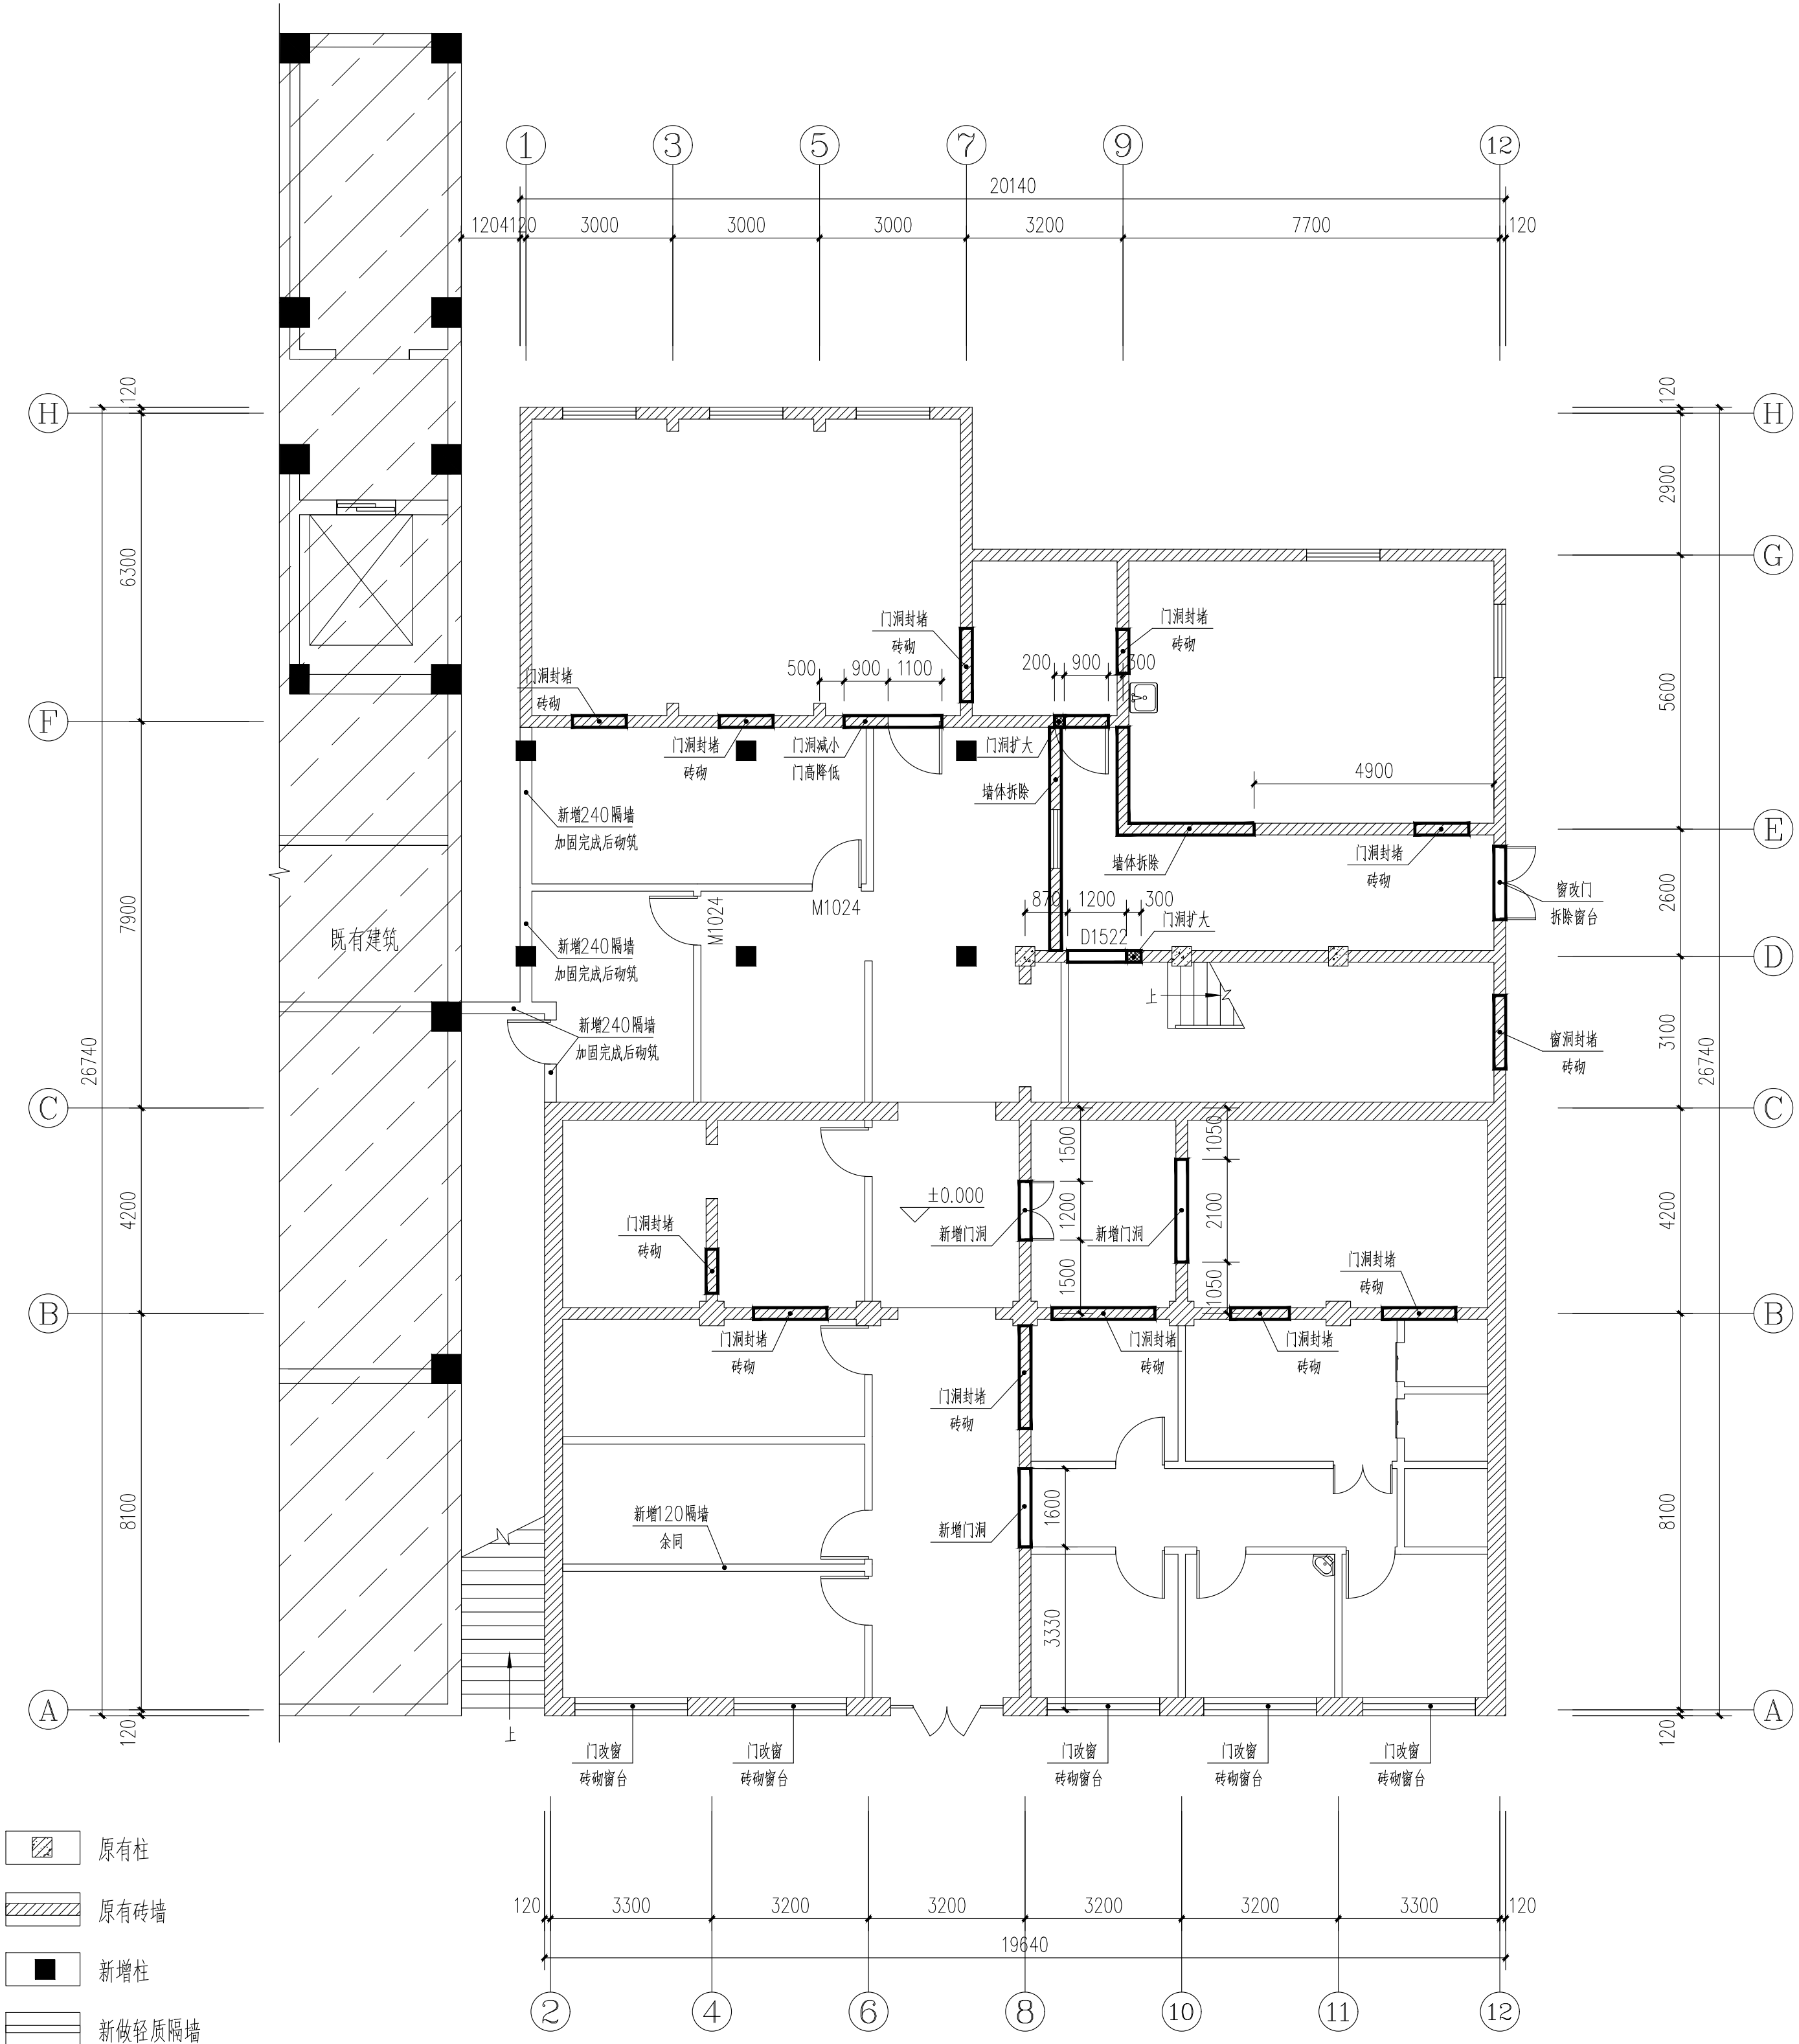 1
3
5
7
9
12
20140
1204
120
3000
3000
3000
3200
7700
120
H
120
120
H
2900
G
6300
门洞封堵
砖砌
门洞封堵
砖砌
500
900
1100
200
900
300
门洞封堵
砖砌
5600
F
门洞封堵
砖砌
门洞减小
门高降低
门洞扩大
墙体拆除
4900
新增240隔墙
加固完成后砌筑
E
墙体拆除
门洞封堵
砖砌
窗改门
拆除窗台
2600
7900
M1024
M1024
870
1200
300
门洞扩大
D1522
既有建筑
新增240隔墙
加固完成后砌筑
D
上
新增240隔墙
加固完成后砌筑
窗洞封堵
砖砌
3100
26740
26740
C
C
1500
1050
±0.000
门洞封堵
砖砌
新增门洞
1200
新增门洞
2100
4200
4200
门洞封堵
砖砌
1500
1050
B
B
门洞封堵
砖砌
门洞封堵
砖砌
门洞封堵
砖砌
门洞封堵
砖砌
新增120隔墙
余同
新增门洞
1600
8100
8100
3330
A
A
120
120
上
门改窗
砖砌窗台
门改窗
砖砌窗台
门改窗
砖砌窗台
门改窗
砖砌窗台
门改窗
砖砌窗台
原有柱
原有砖墙
新增柱
新做轻质隔墙
120
3300
3200
3200
3200
3200
3300
120
19640
2
4
6
8
10
11
12